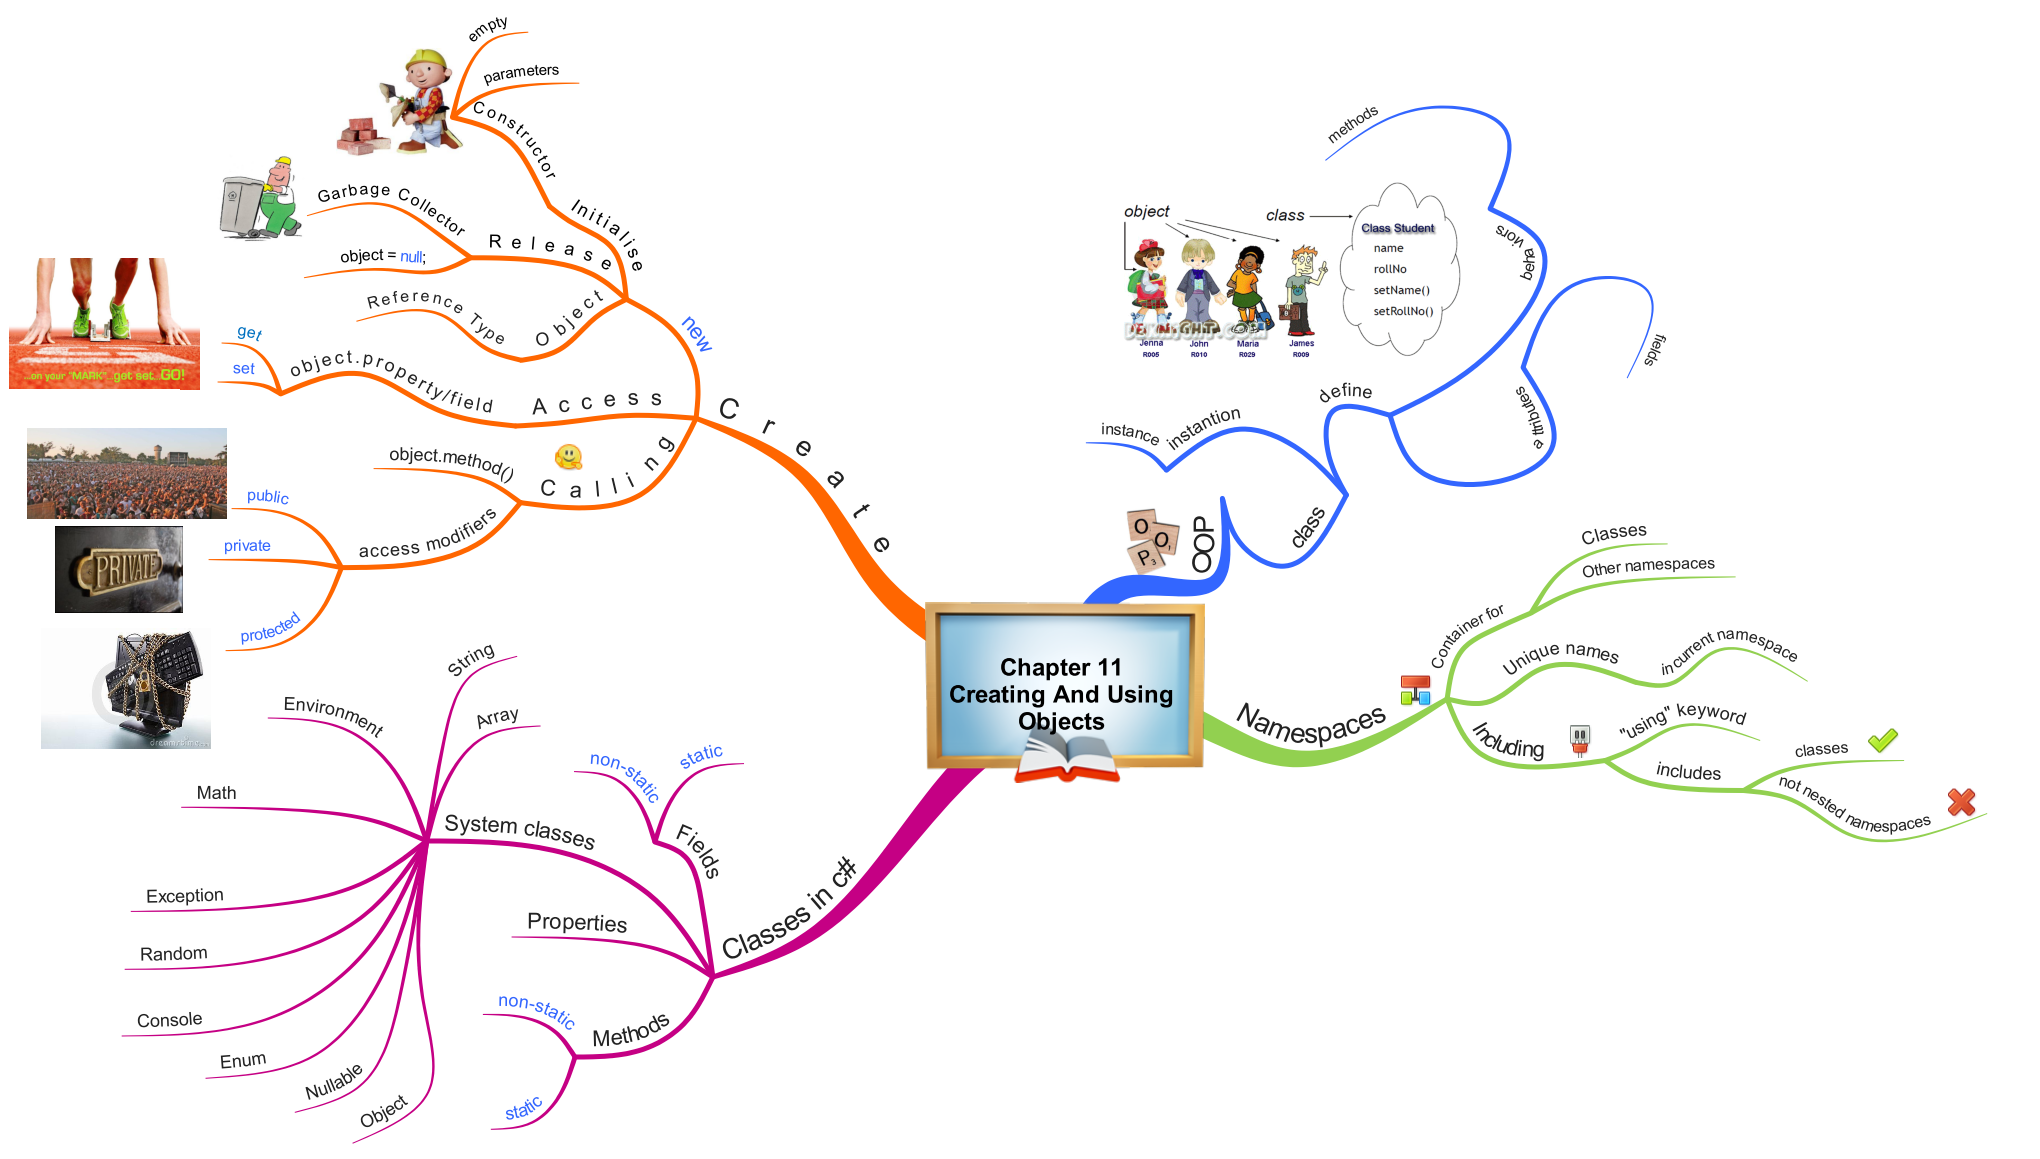 Chapter 11
Creating And Using
Objects
OOP
O
O
P
class
instantion
instance
define
beha viors
methods
attributes
fields
object
class
Class Student
name
rollNo
setName()
setRollNo()
Jenna
R005
John
R010
Maria
R029
James
R009
Namespaces
Container for
Classes
Other namespaces
Unique names
in current namespace
Including
"using" keyword
includes
classes
not nested namespaces
Classes in c#
Fields
non-static
static
System classes
String
Array
Environment
Math
Exception
Random
Console
Enum
Nullable
Object
Properties
Methods
non-static
static
Create
new
Initialise
Constructor
empty
parameters
Release
Garbage Collector
object = null;
Object
Reference Type
Access
object.property/field
get
set
...on your "MARK"..get set..GO!
Calling
object.method()
access modifiers
public
private
PRIVATE
protected